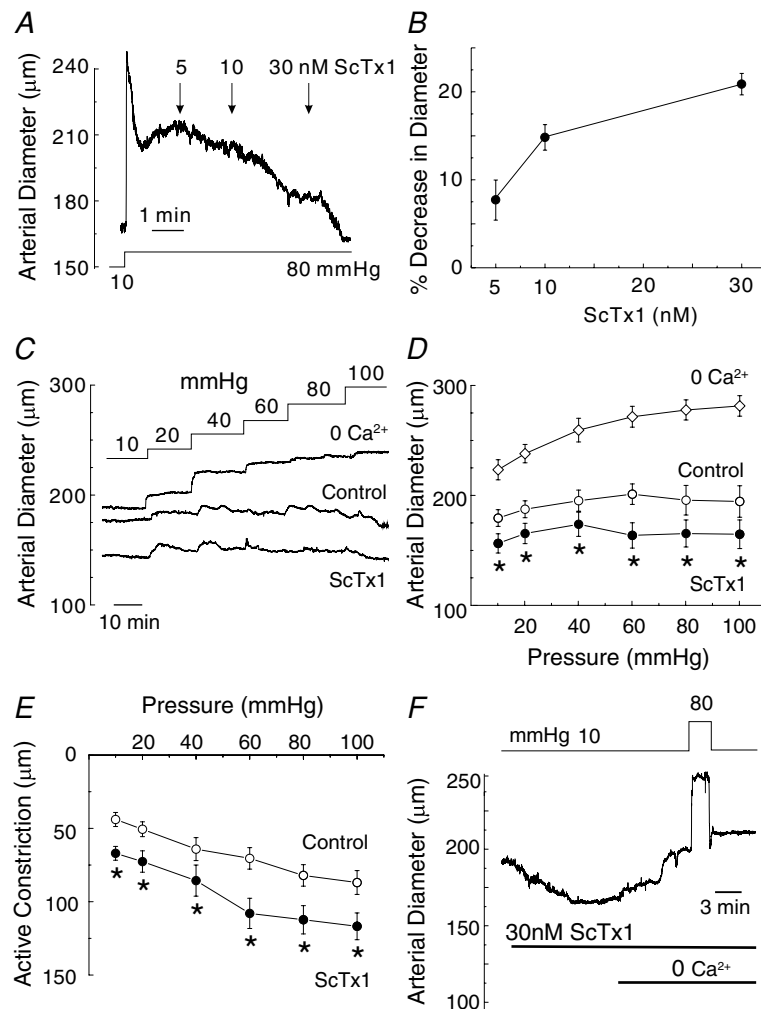 A
Arterial Diameter (μm)
240
210
180
150
5
10
30 nM ScTx1
1 min
10
80 mmHg
B
% Decrease in Diameter
20
15
10
0
5
10
20
30
ScTx1 (nM)
C
Arterial Diameter (μm)
300
250
200
100
mmHg
10
20
40
60
80
100
0 Ca²⁺
Control
ScTx1
10 min
D
Arterial Diameter (μm)
300
200
100
0 Ca²⁺
Control
* * * * * *
ScTx1
20 40 60 80 100
Pressure (mmHg)
E
Pressure (mmHg)
20 40 60 80 100
Active Constriction (μm)
0
50
100
150
Control
* * * * * *
ScTx1
F
80
mmHg 10
Arterial Diameter (μm)
250
200
150
100
3 min
30nM ScTx1
0 Ca²⁺